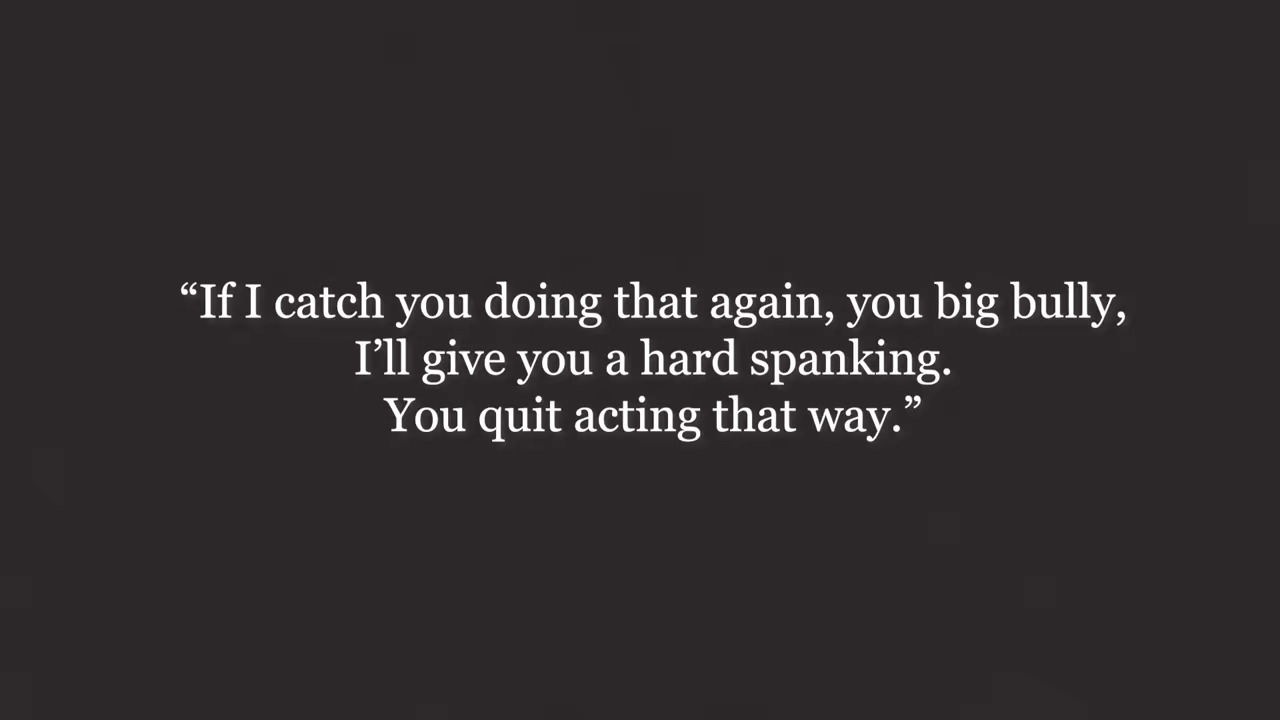 “If I catch you doing that again, you big bully,
I’ll give you a hard spanking.
You quit acting that way.”